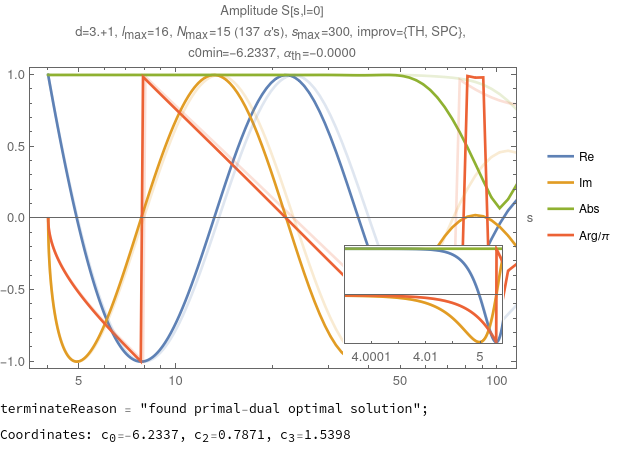 Amplitude S[s,l=0]
d=3.+1, lmax=16, Nmax=15 (137 α's), smax=300, improv={TH, SPC},
c0min=-6.2337, αth=-0.0000
1.0
0.5
0.0
-0.5
-1.0
s
Re
Im
Abs
Arg/π
4.0001 4.01 5
5 10 50 100
terminateReason = "found primal-dual optimal solution";
Coordinates: c0=-6.2337, c2=0.7871, c3=1.5398